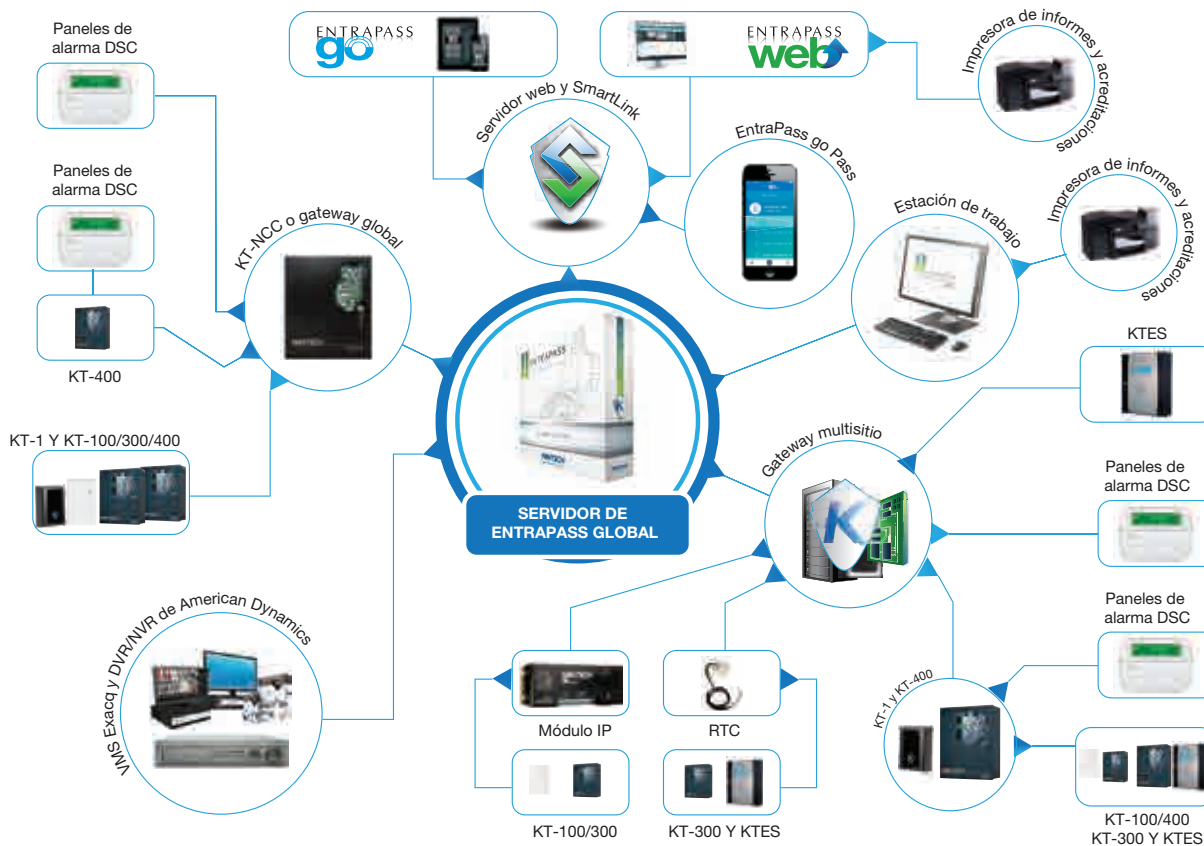 Paneles de
alarma DSC
ENTRAPASS
go
ENTRAPASS
web
Impresora de informes y acreditaciones
Servidor web y SmartLink
EntraPass go Pass
Paneles de
alarma DSC
KT-NCC o gateway global
Estación de trabajo
Impresora de informes y acreditaciones
KT-400
KTES
ENTRAPASS
KT-1 Y KT-100/300/400
Gateway multisitio
K
SERVIDOR DE
ENTRAPASS GLOBAL
Paneles de
alarma DSC
Paneles de
alarma DSC
VMS Exacq y DVR/NVR de American Dynamics
Módulo IP
RTC
KT-1 y KT-400
KT-100/300
KT-300 Y KTES
KT-100/400
KT-300 Y KTES